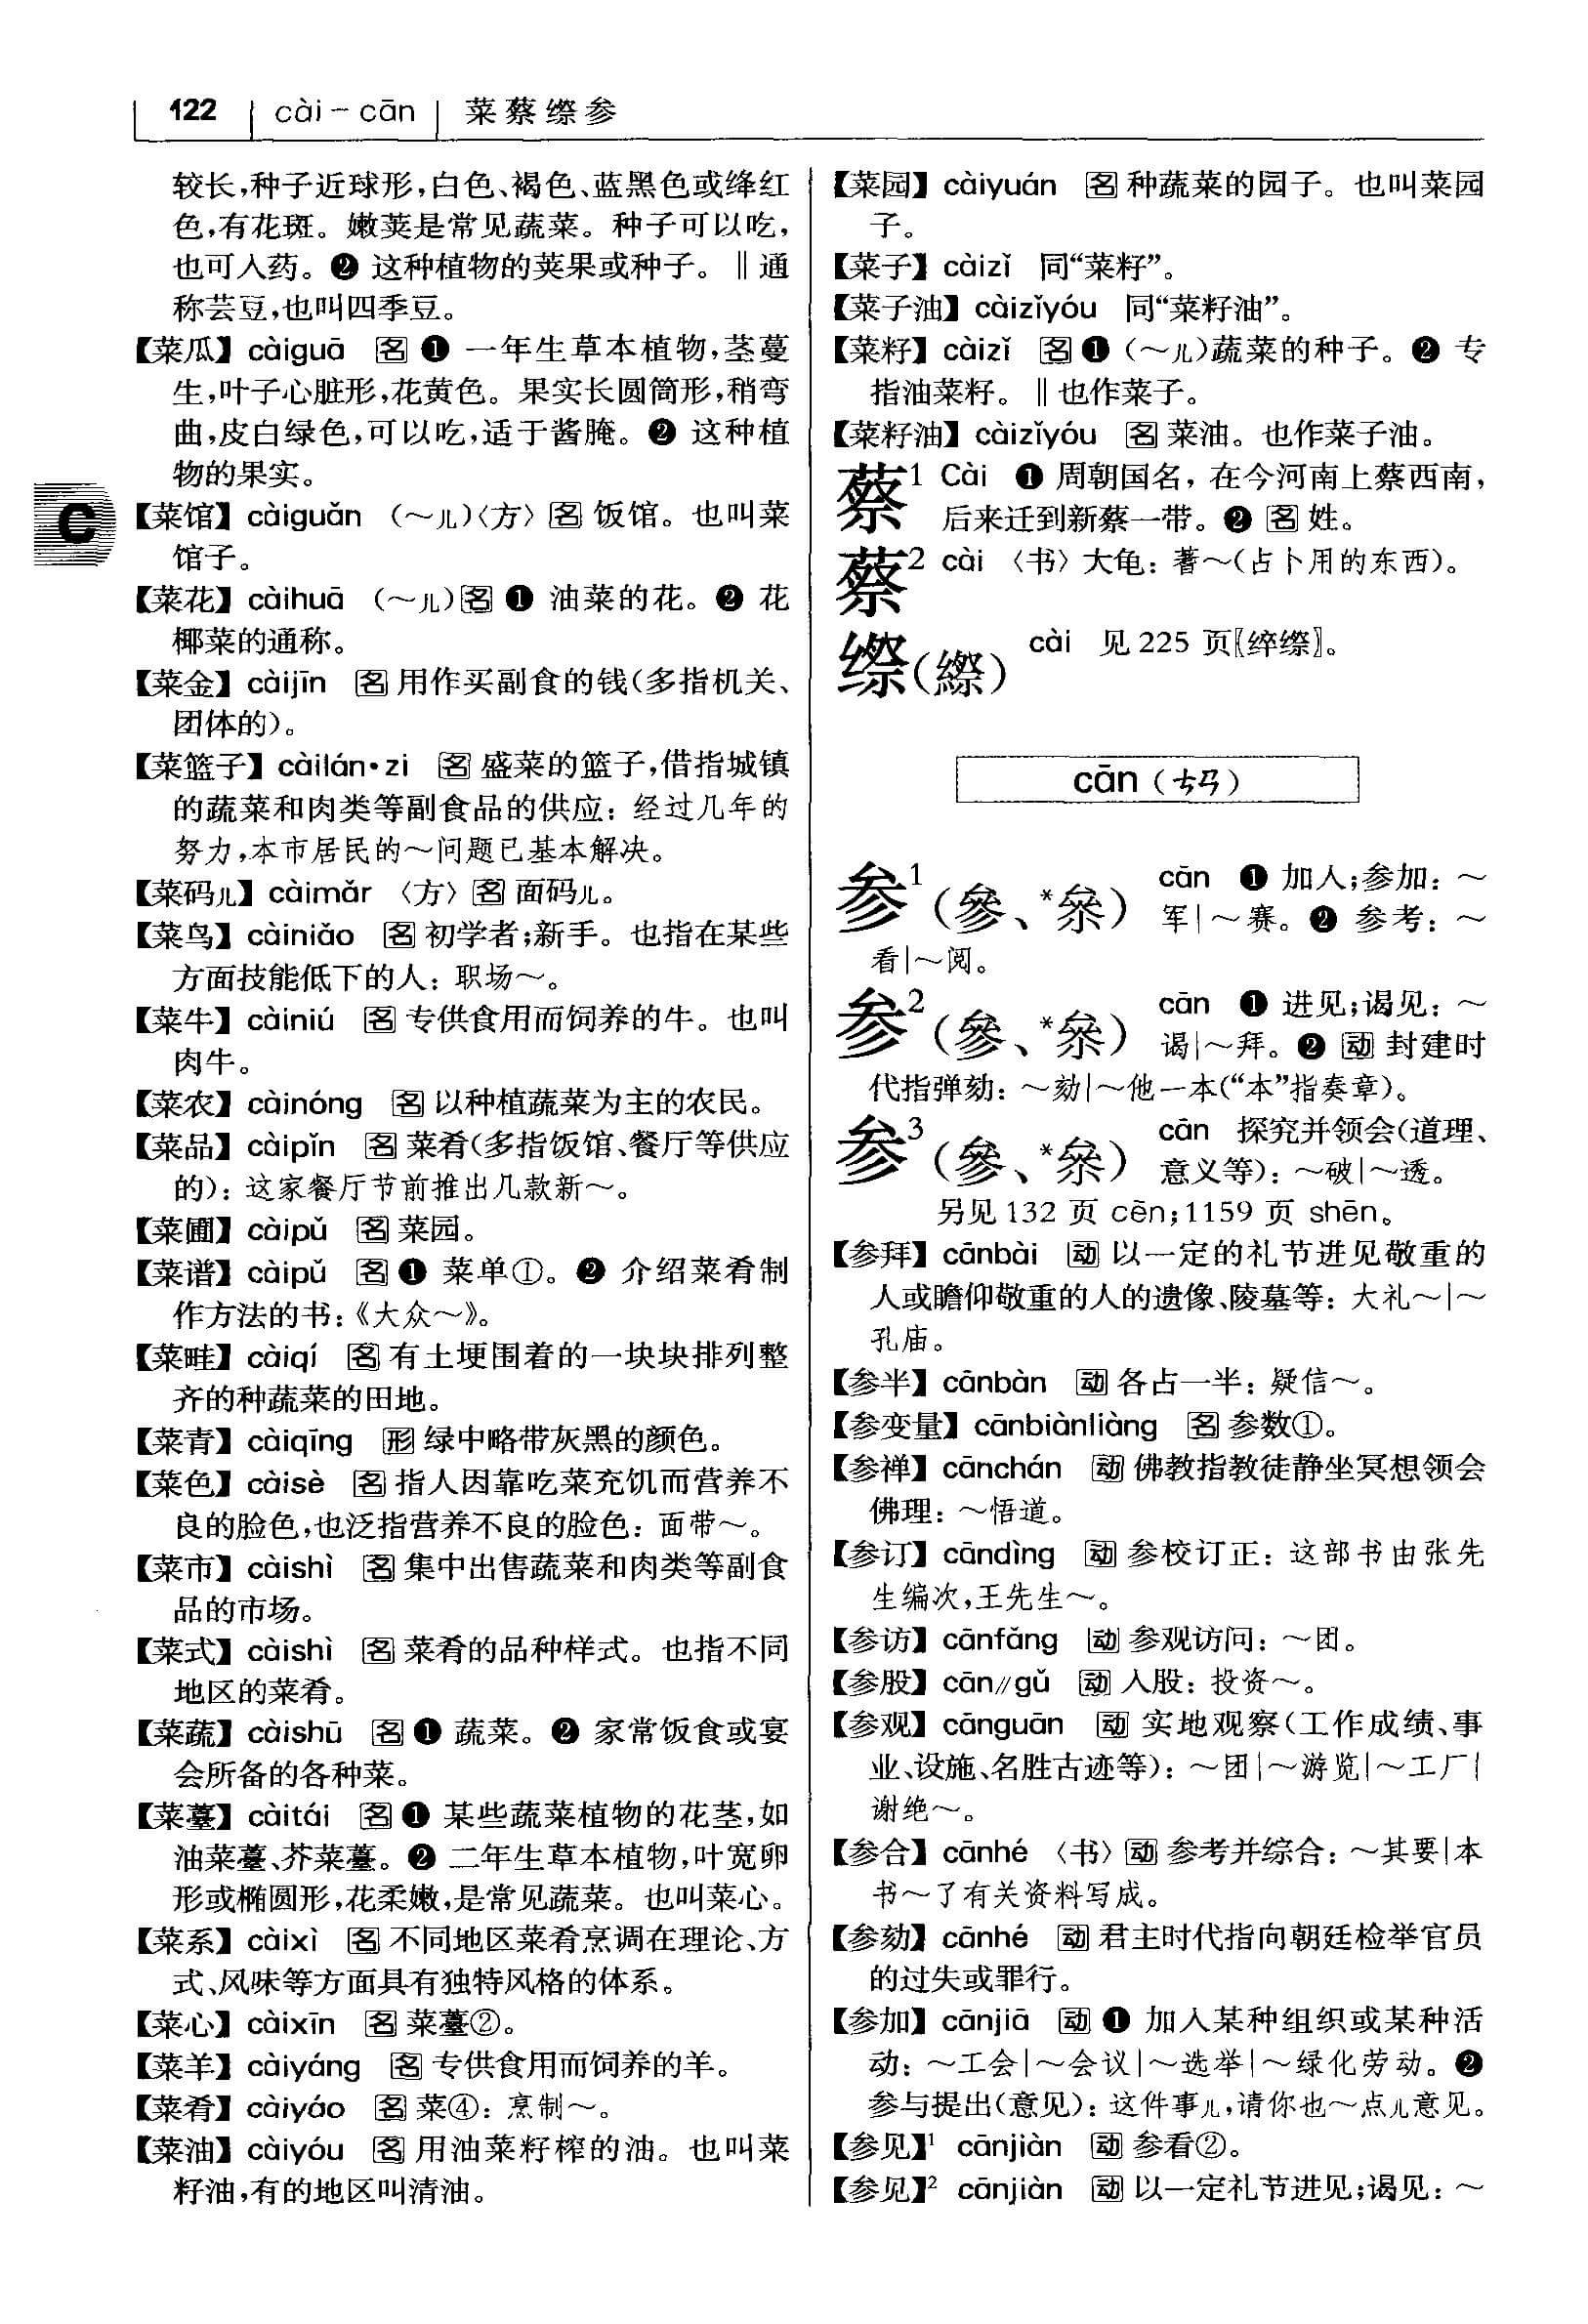 122 cài－cān 菜蔡縩参
较长,种子近球形,白色、褐色、蓝黑色或绛红
色,有花斑。嫩荚是常见蔬菜。种子可以吃,
也可入药。❷ 这种植物的荚果或种子。‖通
称芸豆,也叫四季豆。
【菜瓜】càiguā 名 ❶ 一年生草本植物,茎蔓
生,叶子心脏形,花黄色。果实长圆筒形,稍弯
曲,皮白绿色,可以吃,适于酱腌。❷ 这种植
物的果实。
C
【菜馆】càiguǎn (～儿)〈方〉名 饭馆。也叫菜
馆子。
【菜花】càihuā (～儿)名 ❶ 油菜的花。❷ 花
椰菜的通称。
【菜金】càijīn 名 用作买副食的钱(多指机关、
团体的)。
【菜篮子】càilán·zi 名 盛菜的篮子,借指城镇
的蔬菜和肉类等副食品的供应：经过几年的
努力,本市居民的～问题已基本解决。
【菜码儿】càimǎr 〈方〉名 面码儿。
【菜鸟】càiniǎo 名 初学者;新手。也指在某些
方面技能低下的人：职场～。
【菜牛】càiniú 名 专供食用而饲养的牛。也叫
肉牛。
【菜农】càinóng 名 以种植蔬菜为主的农民。
【菜品】càipǐn 名 菜肴(多指饭馆、餐厅等供应
的)：这家餐厅节前推出几款新～。
【菜圃】càipǔ 名 菜园。
【菜谱】càipǔ 名 ❶ 菜单①。❷ 介绍菜肴制
作方法的书：《大众～》。
【菜畦】càiqí 名 有土埂围着的一块块排列整
齐的种蔬菜的田地。
【菜青】càiqīng 形 绿中略带灰黑的颜色。
【菜色】càisè 名 指人因靠吃菜充饥而营养不
良的脸色,也泛指营养不良的脸色：面带～。
【菜市】càishì 名 集中出售蔬菜和肉类等副食
品的市场。
【菜式】càishì 名 菜肴的品种样式。也指不同
地区的菜肴。
【菜蔬】càishū 名 ❶ 蔬菜。❷ 家常饭食或宴
会所备的各种菜。
【菜薹】càitái 名 ❶ 某些蔬菜植物的花茎,如
油菜薹、芥菜薹。❷ 二年生草本植物,叶宽卵
形或椭圆形,花柔嫩,是常见蔬菜。也叫菜心。
【菜系】càixì 名 不同地区菜肴烹调在理论、方
式、风味等方面具有独特风格的体系。
【菜心】càixīn 名 菜薹②。
【菜羊】càiyáng 名 专供食用而饲养的羊。
【菜肴】càiyáo 名 菜④：烹制～。
【菜油】càiyóu 名 用油菜籽榨的油。也叫菜
籽油,有的地区叫清油。
【菜园】càiyuán 名 种蔬菜的园子。也叫菜园
子。
【菜子】càizǐ 同“菜籽”。
【菜子油】càizǐyóu 同“菜籽油”。
【菜籽】càizǐ 名 ❶ (～儿)蔬菜的种子。❷ 专
指油菜籽。‖也作菜子。
【菜籽油】càizǐyóu 名 菜油。也作菜子油。
蔡1 Cài ❶ 周朝国名, 在今河南上蔡西南,
后来迁到新蔡一带。❷ 名 姓。
蔡2 cài 〈书〉大龟：蓍～(占卜用的东西)。
縩(縩) cài 见 225 页〖綷縩〗。
cān (ㄘㄢ)
参1(參、*叅) cān ❶ 加入;参加：～
军|～赛。❷ 参考：～
看|～阅。
参2(參、*叅) cān ❶ 进见;谒见：～
谒|～拜。❷ 动 封建时
代指弹劾：～劾|～他一本(“本”指奏章)。
参3(參、*叅) cān 探究并领会(道理、
意义等)：～破|～透。
另见 132 页 cēn;1159 页 shēn。
【参拜】cānbài 动 以一定的礼节进见敬重的
人或瞻仰敬重的人的遗像、陵墓等：大礼～|～
孔庙。
【参半】cānbàn 动 各占一半：疑信～。
【参变量】cānbiànliàng 名 参数①。
【参禅】cānchán 动 佛教指教徒静坐冥想领会
佛理：～悟道。
【参订】cāndìng 动 参校订正：这部书由张先
生编次,王先生～。
【参访】cānfǎng 动 参观访问：～团。
【参股】cān∥gǔ 动 入股：投资～。
【参观】cānguān 动 实地观察(工作成绩、事
业、设施、名胜古迹等)：～团|～游览|～工厂|
谢绝～。
【参合】cānhé 〈书〉动 参考并综合：～其要|本
书～了有关资料写成。
【参劾】cānhé 动 君主时代指向朝廷检举官员
的过失或罪行。
【参加】cānjiā 动 ❶ 加入某种组织或某种活
动：～工会|～会议|～选举|～绿化劳动。❷
参与提出(意见)：这件事儿,请你也～点儿意见。
【参见】1 cānjiàn 动 参看②。
【参见】2 cānjiàn 动 以一定礼节进见;谒见：～